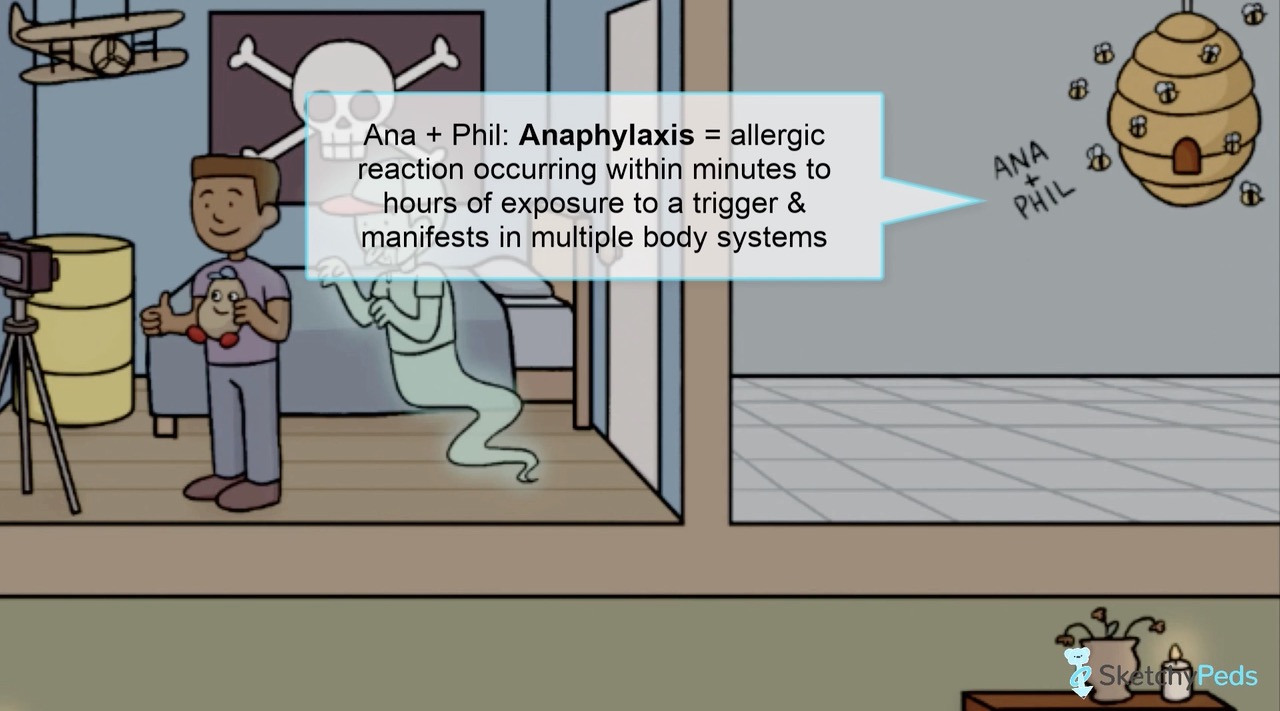 Ana + Phil: Anaphylaxis = allergic
reaction occurring within minutes to
hours of exposure to a trigger &
manifests in multiple body systems
ANA
+
PHIL
SketchyPeds